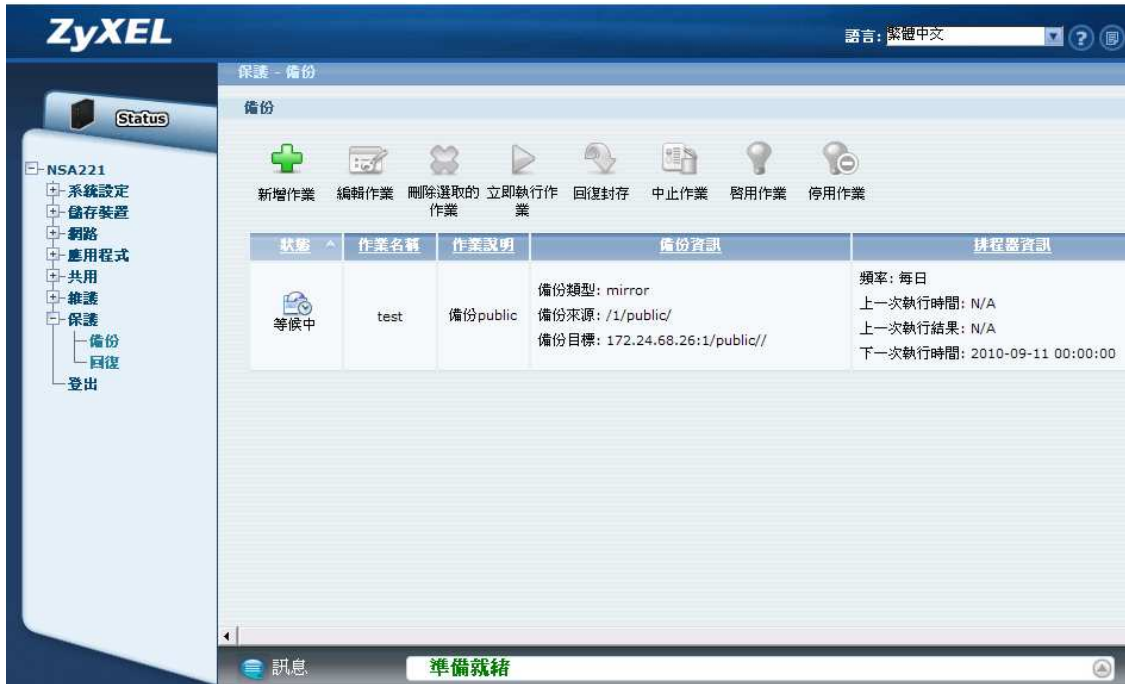 ZyXEL
語言: 繁體中文
Status
保護 - 備份
備份
NSA221
系統設定
儲存裝置
網路
應用程式
共用
維護
保護
備份
回復
登出
新增作業
編輯作業
刪除選取的作業
立即執行作業
回復封存
中止作業
啟用作業
停用作業
狀態 作業名稱 作業說明 備份資訊 排程器資訊
等候中
test
備份public
備份類型: mirror
備份來源: /1/public/
備份目標: 172.24.68.26:1/public//
頻率: 每日
上一次執行時間: N/A
上一次執行結果: N/A
下一次執行時間: 2010-09-11 00:00:00
訊息
準備就緒